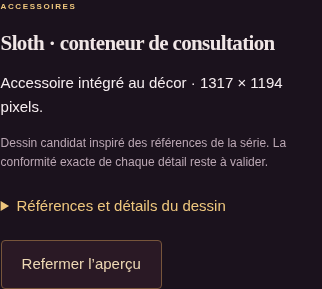 ACCESSOIRES
Sloth · conteneur de consultation
Accessoire intégré au décor · 1317 × 1194
pixels.
Dessin candidat inspiré des références de la série. La
conformité exacte de chaque détail reste à valider.
▶ Références et détails du dessin
Refermer l’aperçu